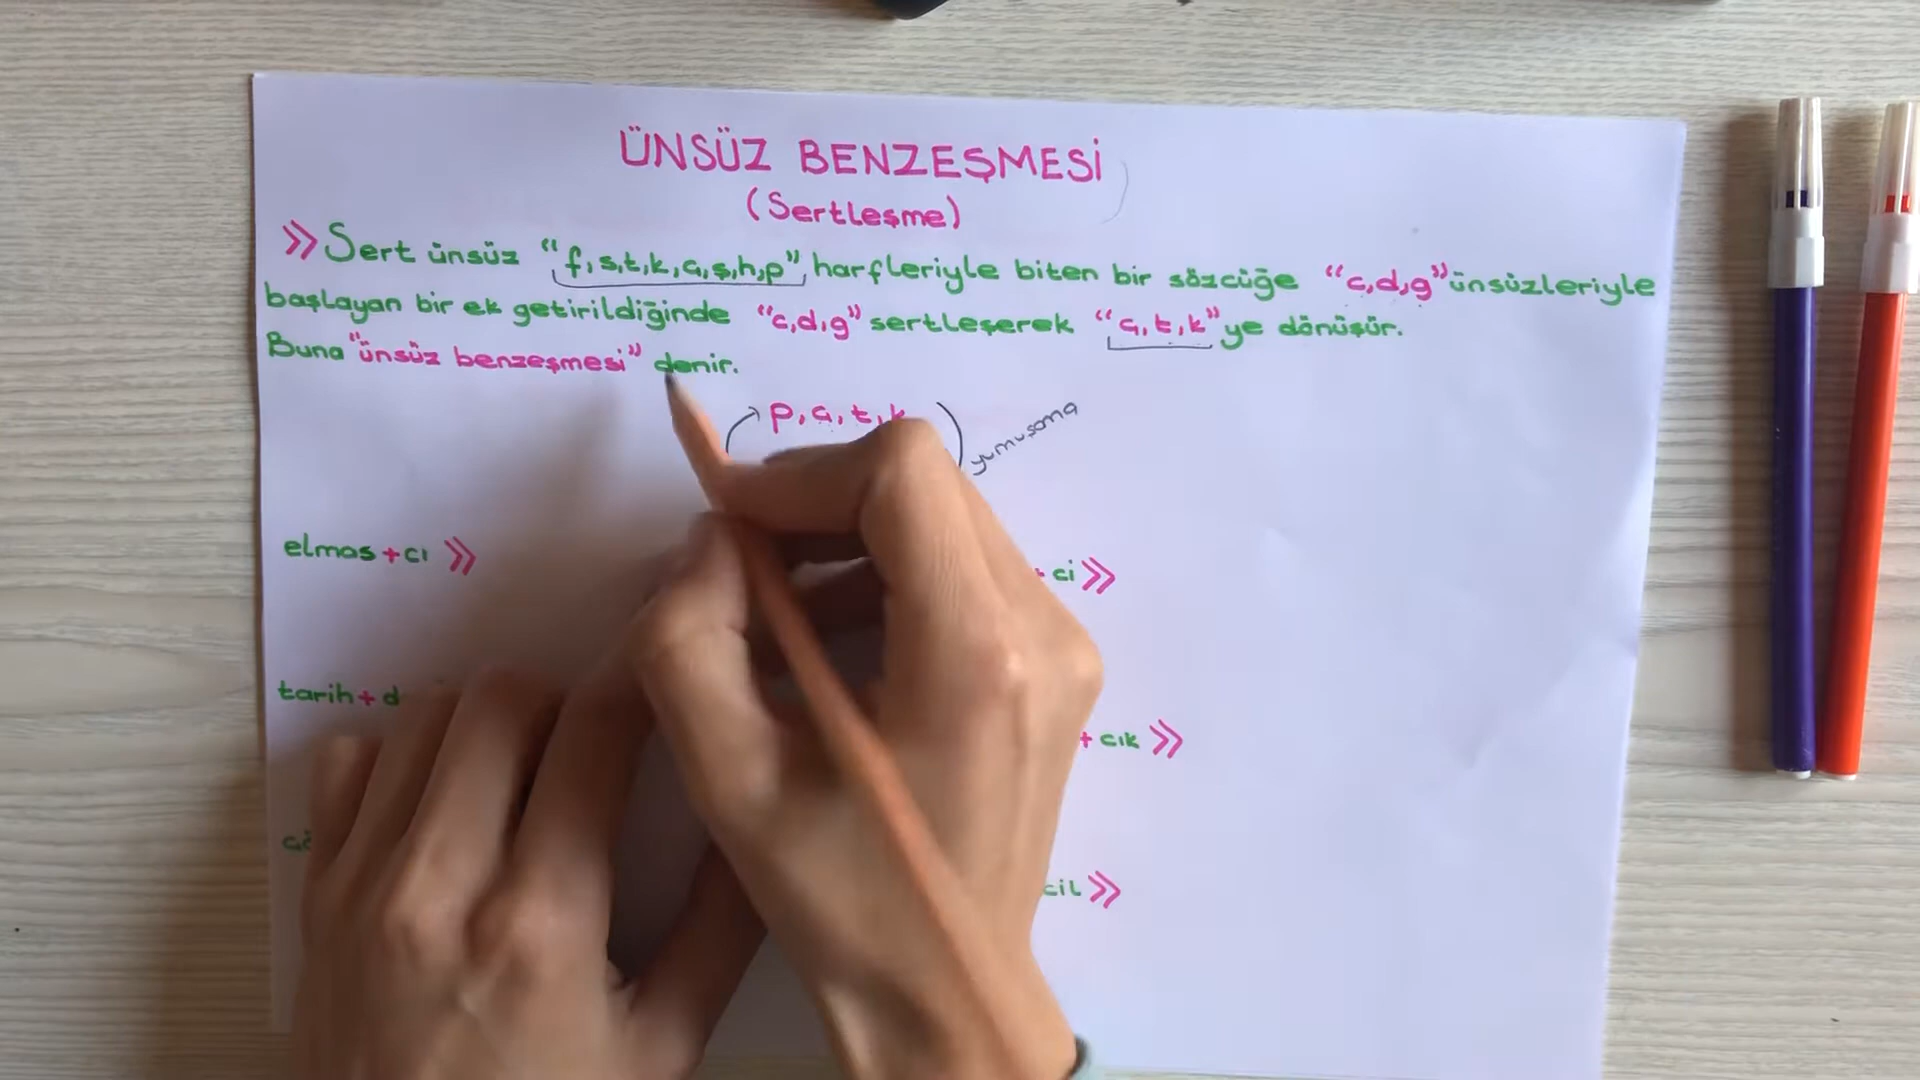 ÜNSÜZ BENZEŞMESİ
(Sertleşme)
» Sert ünsüz "f,s,t,k,ç,ş,h,p" harfleriyle biten bir sözcüğe "c,d,g" ünsüzleriyle
başlayan bir ek getirildiğinde "c,d,g" sertleşerek "ç,t,k" ye dönüşür.
Buna "ünsüz benzeşmesi" denir.
p,ç,t,k
yumuşama
elmas+cı »
ci »
tarih+d
+ cık »
cil »